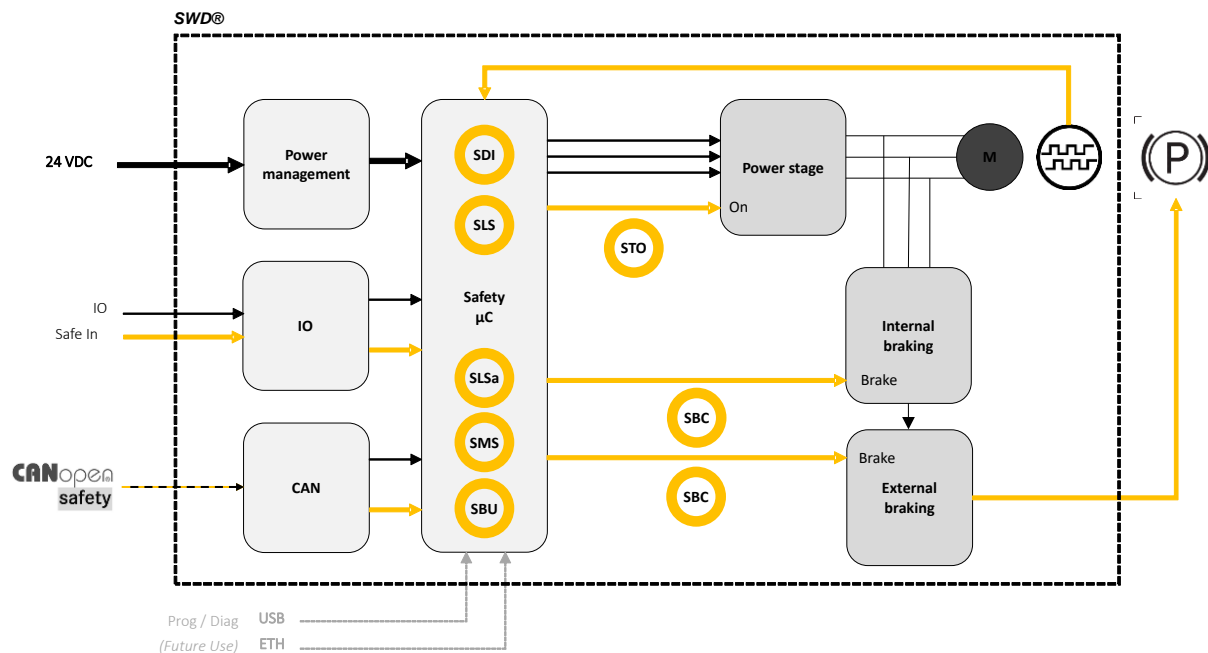 SWD®
24 VDC
Power
management
SDI
SLS
Power stage
On
M
P
STO
IO
Safe In
IO
Safety
µC
Internal
braking
Brake
SLSa
SBC
SMS
SBC
Brake
External
braking
CANopen
safety
CAN
SBU
Prog / Diag USB
(Future Use) ETH